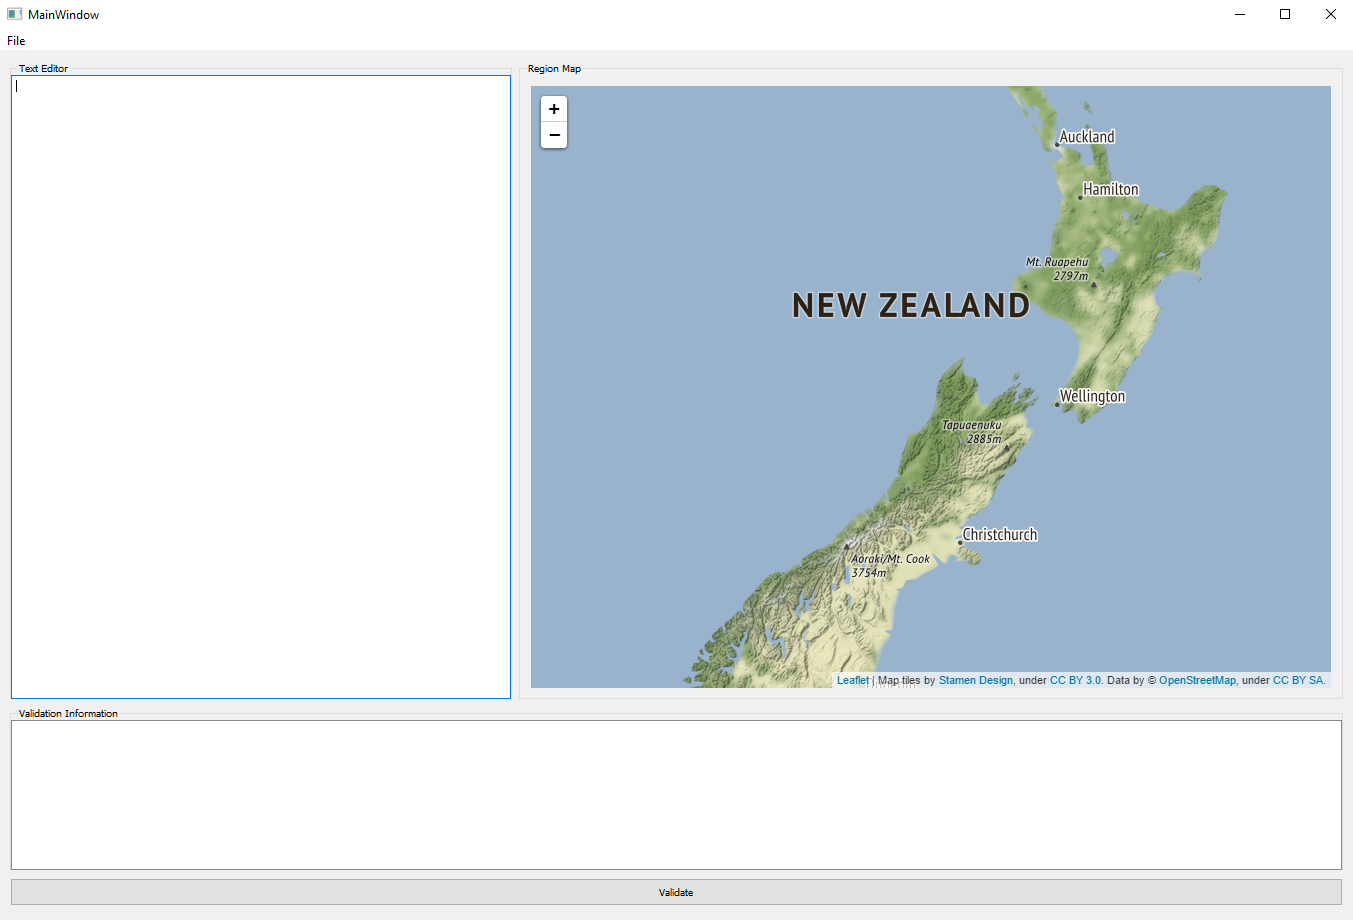 MainWindow
File
Text Editor
Region Map
+
−
Auckland
Hamilton
Mt. Ruapehu
2797m
NEW ZEALAND
Wellington
Tapuaenuku
2885m
Christchurch
Aoraki/Mt. Cook
3754m
Leaflet | Map tiles by Stamen Design, under CC BY 3.0. Data by © OpenStreetMap, under CC BY SA.
Validation Information
Validate